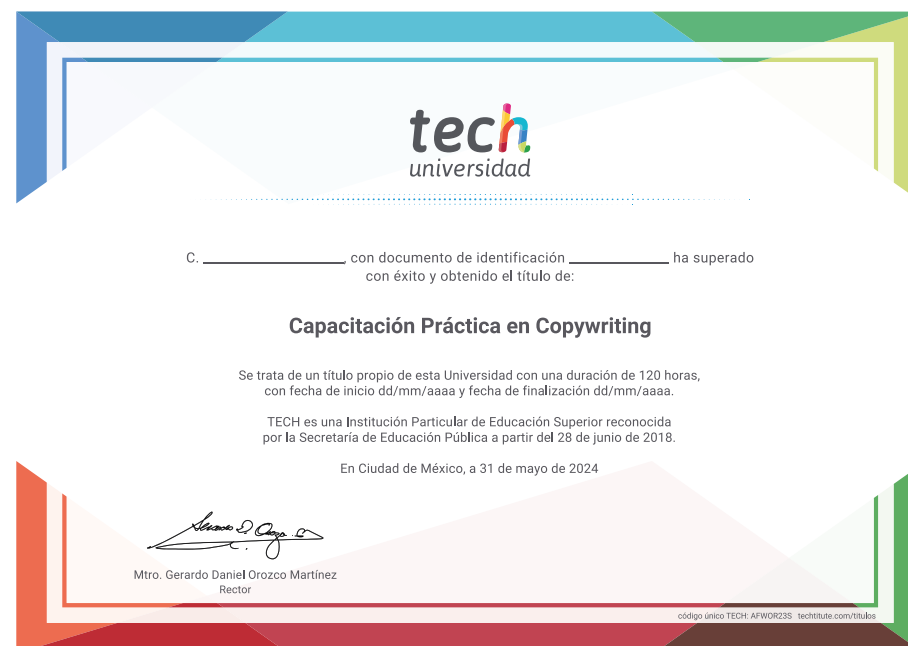 tech
universidad
C. ____________________, con documento de identificación ______________ ha superado
con éxito y obtenido el título de:
Capacitación Práctica en Copywriting
Se trata de un título propio de esta Universidad con una duración de 120 horas,
con fecha de inicio dd/mm/aaaa y fecha de finalización dd/mm/aaaa.
TECH es una Institución Particular de Educación Superior reconocida
por la Secretaría de Educación Pública a partir del 28 de junio de 2018.
En Ciudad de México, a 31 de mayo de 2024
Mtro. Gerardo Daniel Orozco Martínez
Rector
código único TECH: AFWOR23S techtitute.com/titulos